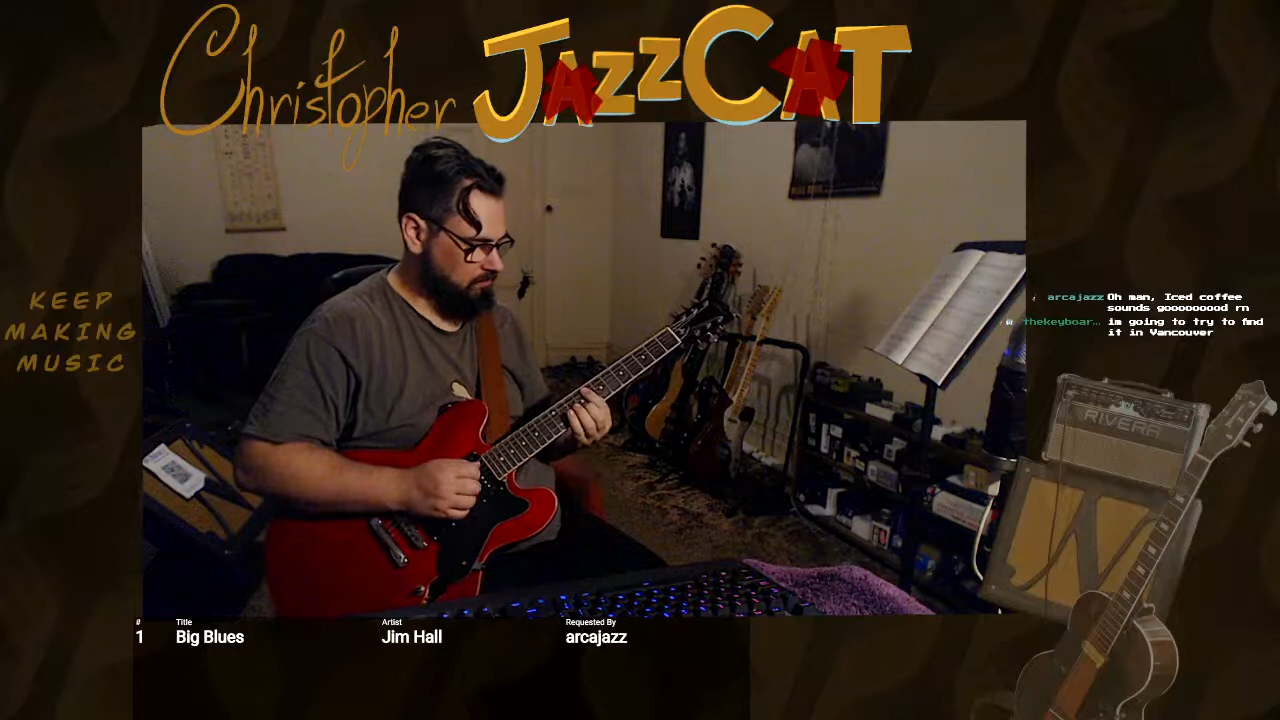 Christopher JAZZCAT
KEEP
MAKING
MUSIC
arcajazz Oh man, Iced coffee
sounds gooooooood rn
thekeyboar... im going to try to find
it in Vancouver
RIVERA
# Title Artist Requested By
1 Big Blues Jim Hall arcajazz